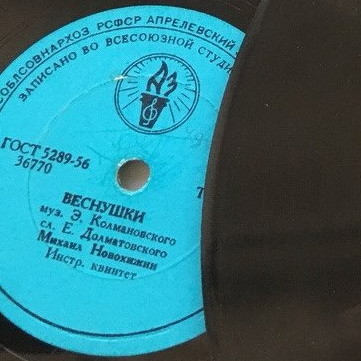 ОБЛСОВНАРХОЗ РСФСР АПРЕЛЕВСКИЙ
ЗАПИСАНО ВО ВСЕСОЮЗНОЙ СТУДИ
АЗ
ГОСТ 5289-56
36770
Т
ВЕСНУШКИ
муз. Э. Колмановского
сл. Е. Долматовского
Михаил Новохижин
Инстр. квинтет